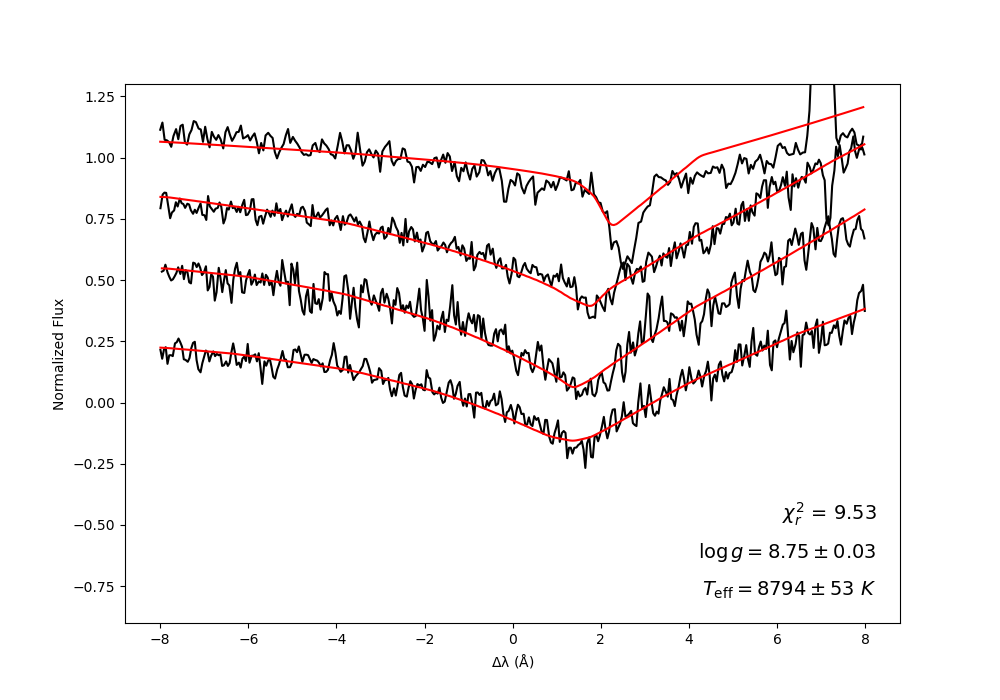 1.25
1.00
0.75
0.50
0.25
0.00
−0.25
−0.50
−0.75
Normalized Flux
χ²ᵣ = 9.53
log g = 8.75 ± 0.03
T_eff = 8794 ± 53 K
−8 −6 −4 −2 0 2 4 6 8
Δλ (Å)